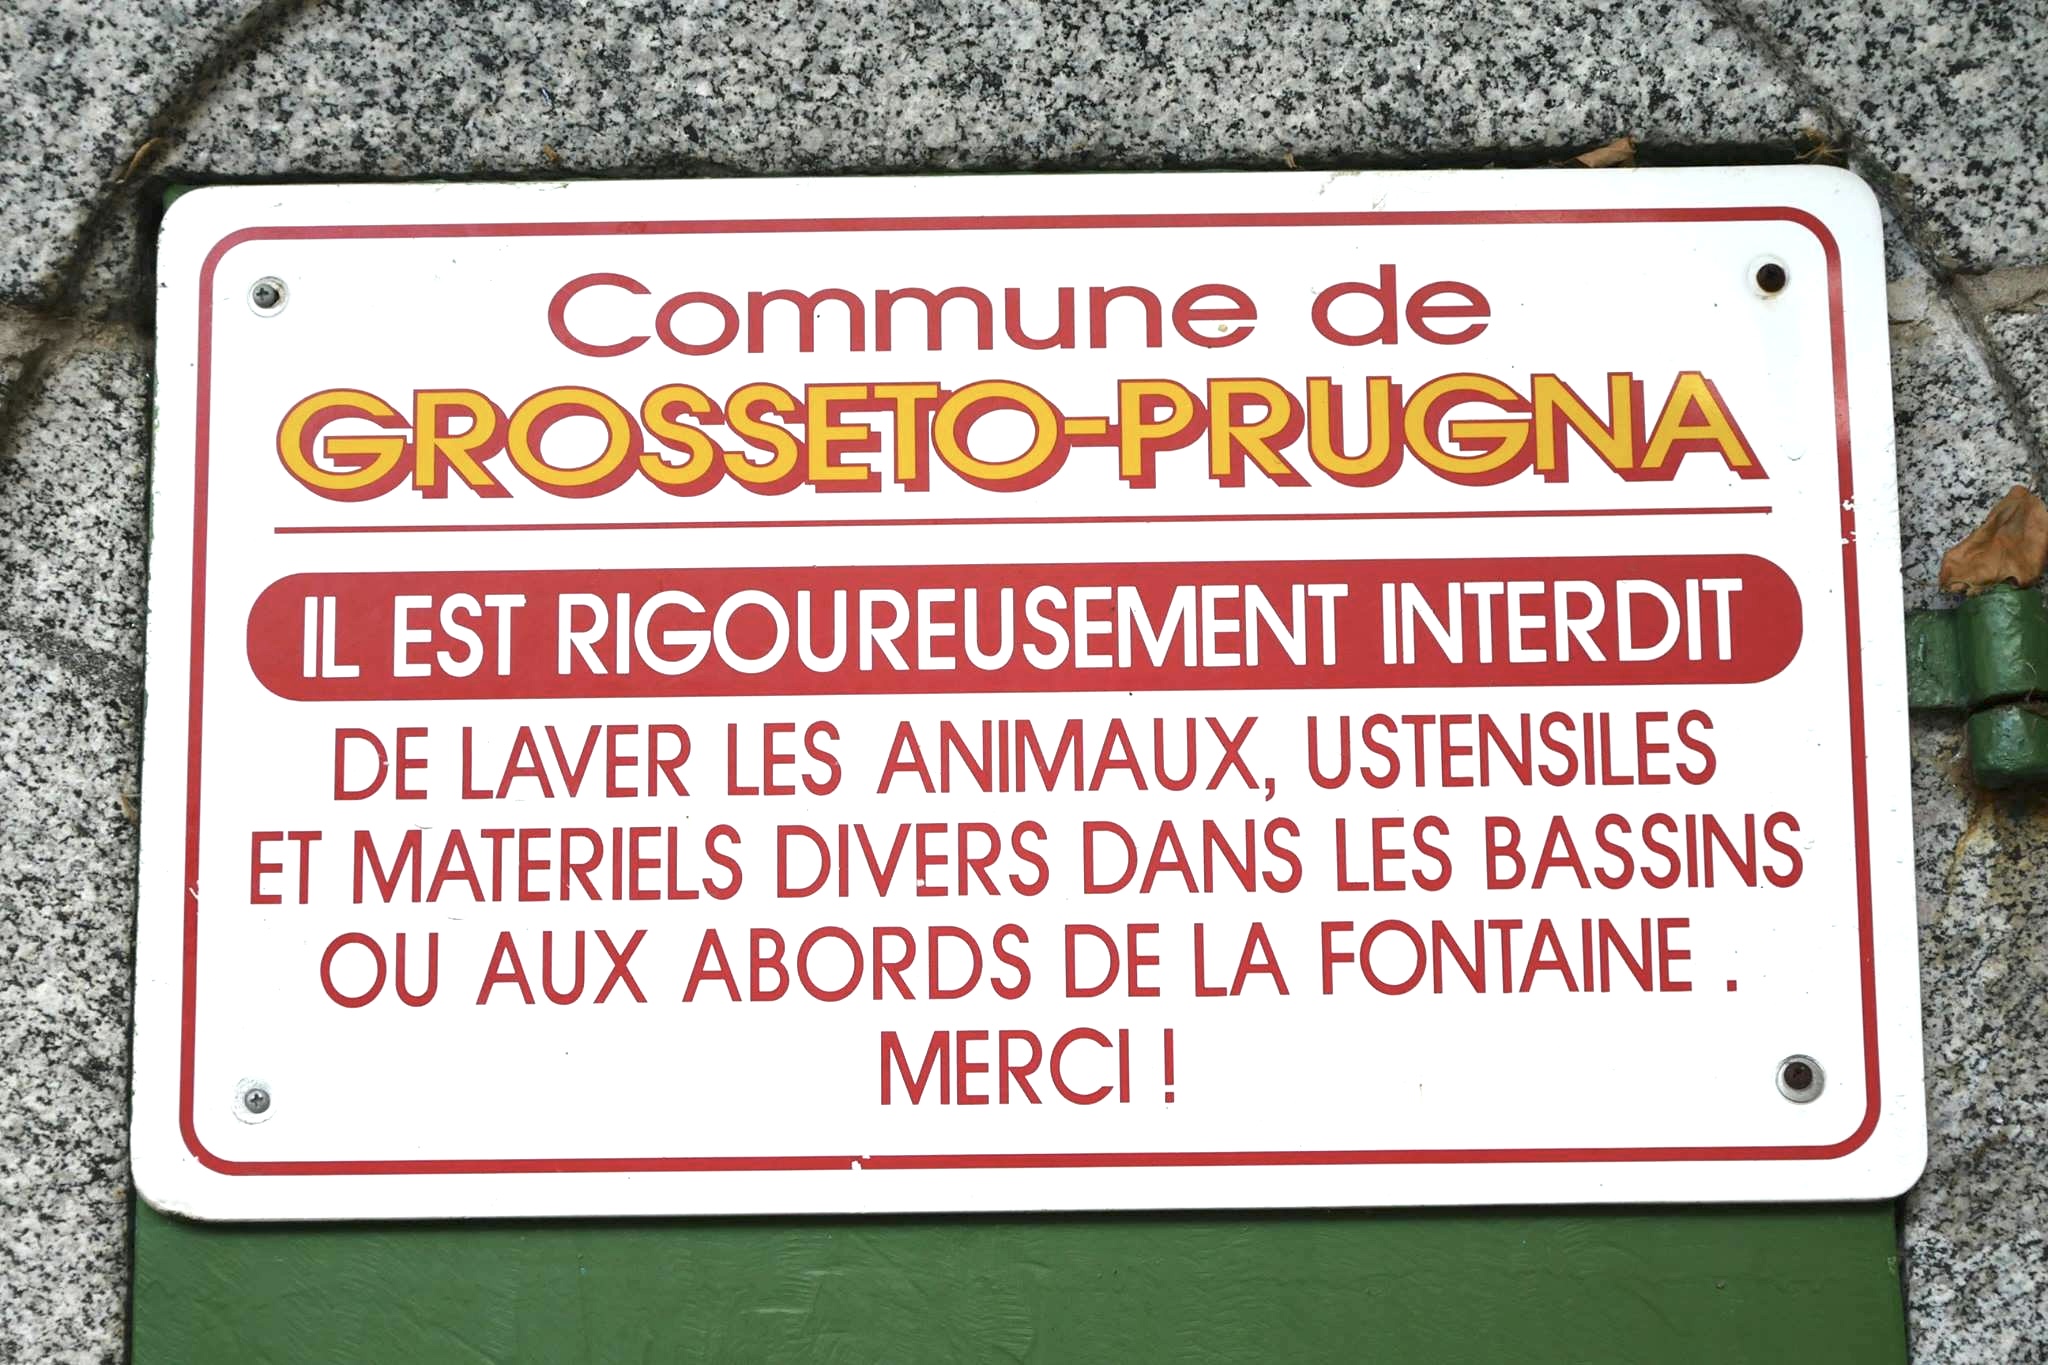 Commune de
GROSSETO-PRUGNA
IL EST RIGOUREUSEMENT INTERDIT
DE LAVER LES ANIMAUX, USTENSILES
ET MATERIELS DIVERS DANS LES BASSINS
OU AUX ABORDS DE LA FONTAINE .
MERCI !